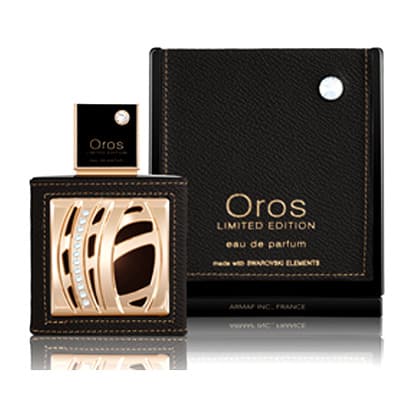 Oros
LIMITED EDITION
eau de parfum
Oros
LIMITED EDITION
eau de parfum
made with SWAROVSKI ELEMENTS
ARMAF INC., FRANCE